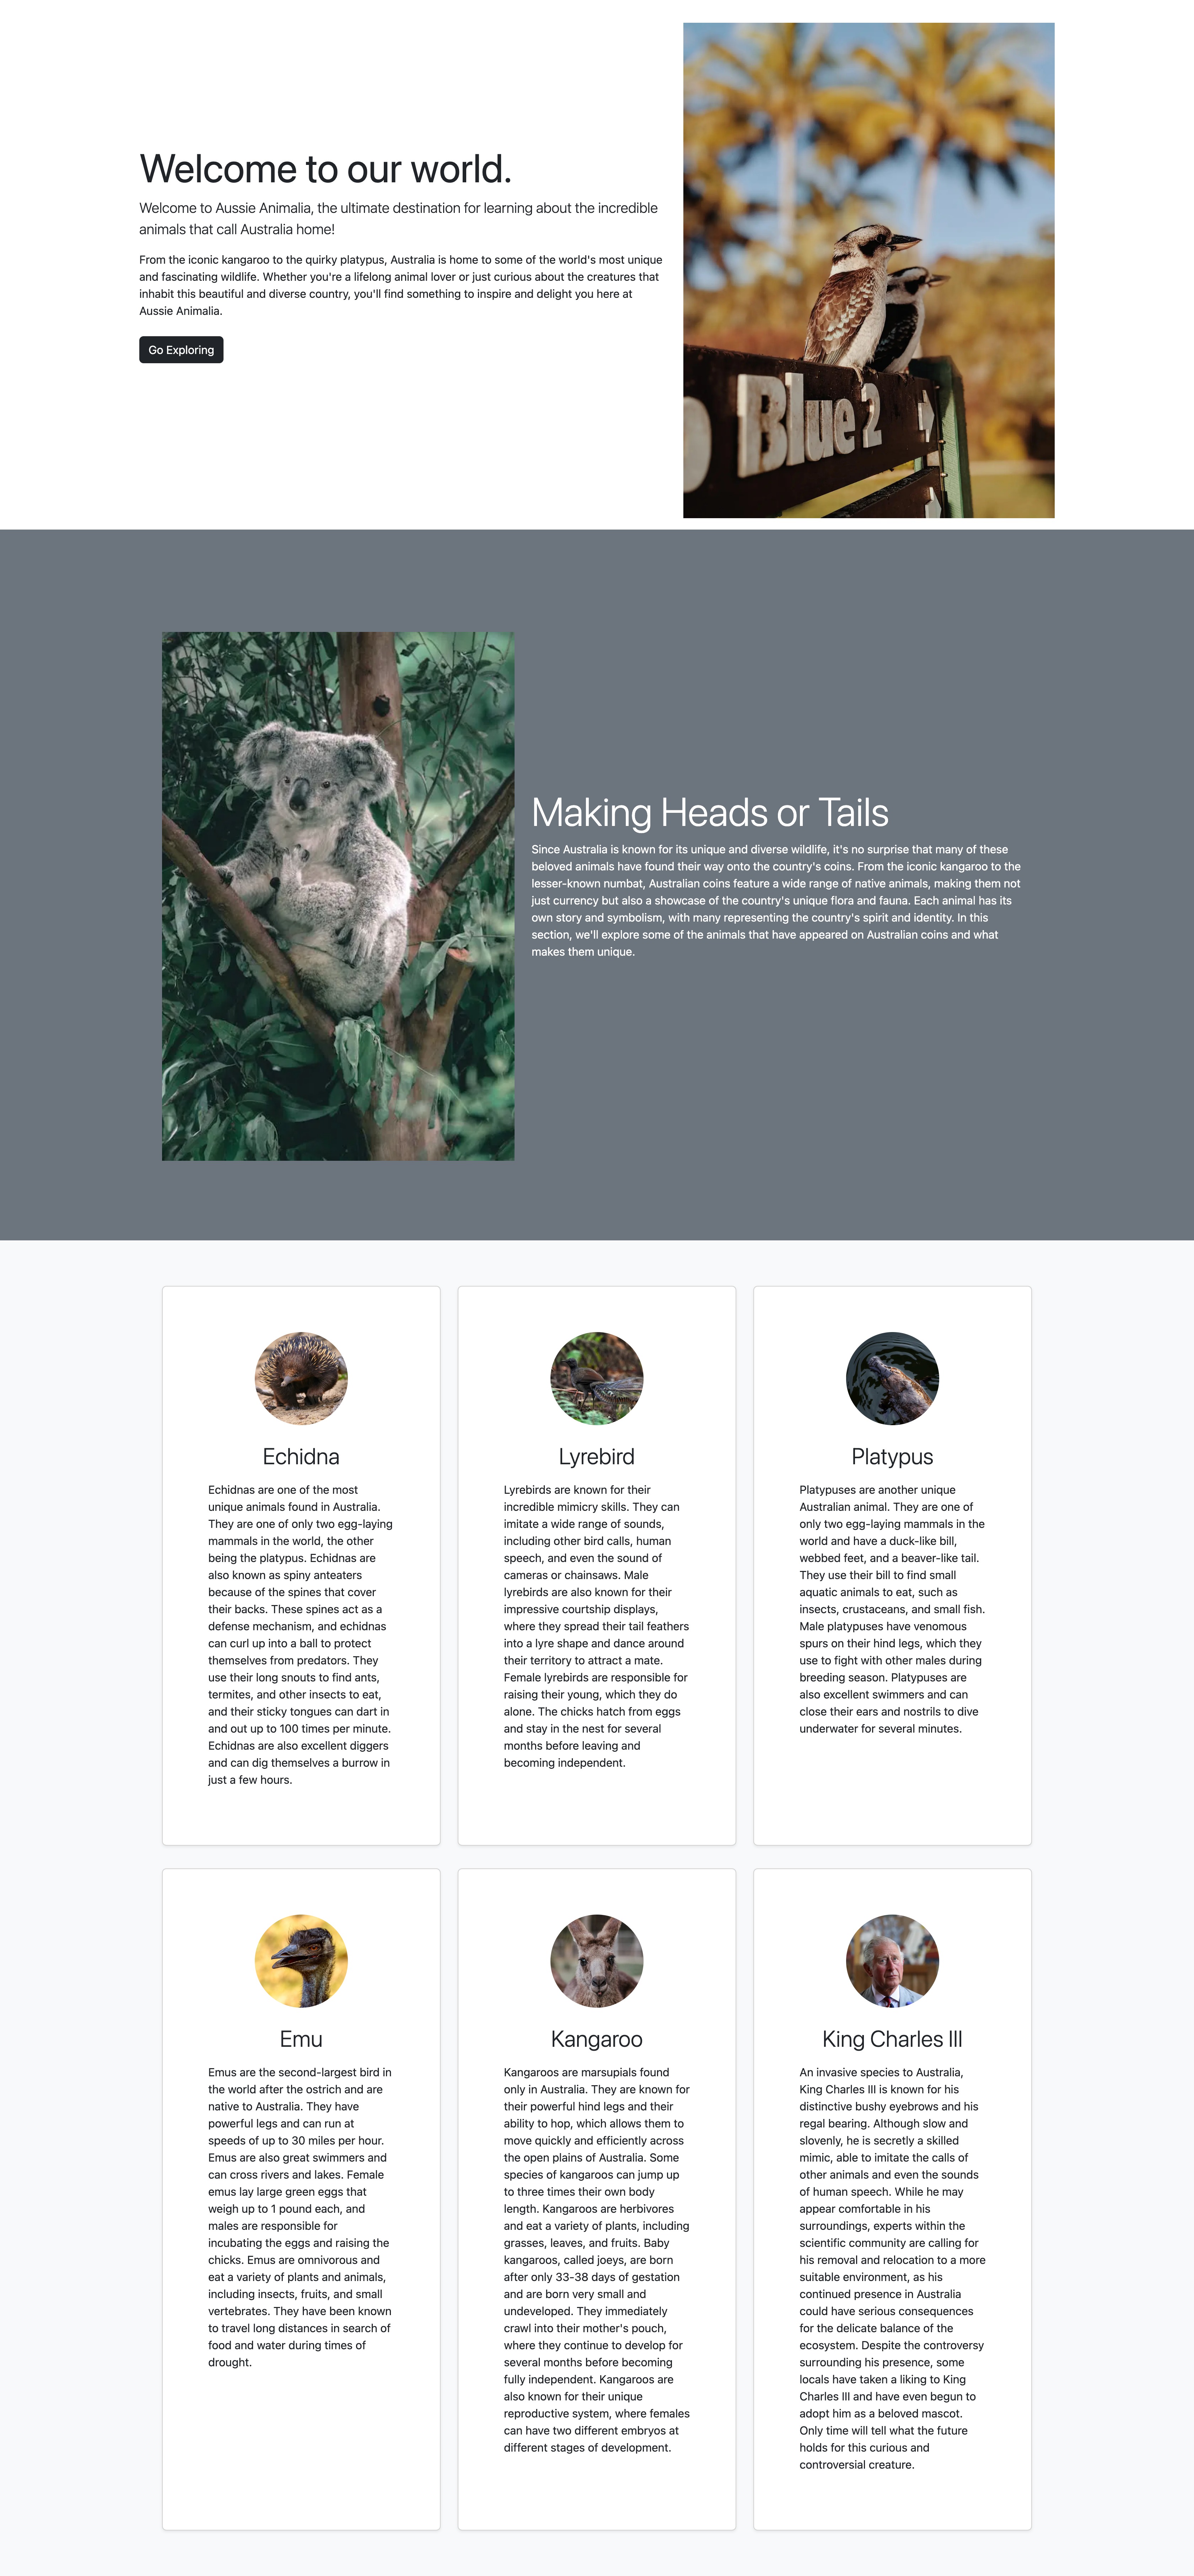 Welcome to our world.
Welcome to Aussie Animalia, the ultimate destination for learning about the incredible
animals that call Australia home!
From the iconic kangaroo to the quirky platypus, Australia is home to some of the world's most unique
and fascinating wildlife. Whether you're a lifelong animal lover or just curious about the creatures that
inhabit this beautiful and diverse country, you'll find something to inspire and delight you here at
Aussie Animalia.
Go Exploring
Blue 2
Making Heads or Tails
Since Australia is known for its unique and diverse wildlife, it's no surprise that many of these
beloved animals have found their way onto the country's coins. From the iconic kangaroo to the
lesser-known numbat, Australian coins feature a wide range of native animals, making them not
just currency but also a showcase of the country's unique flora and fauna. Each animal has its
own story and symbolism, with many representing the country's spirit and identity. In this
section, we'll explore some of the animals that have appeared on Australian coins and what
makes them unique.
Echidna
Echidnas are one of the most
unique animals found in Australia.
They are one of only two egg-laying
mammals in the world, the other
being the platypus. Echidnas are
also known as spiny anteaters
because of the spines that cover
their backs. These spines act as a
defense mechanism, and echidnas
can curl up into a ball to protect
themselves from predators. They
use their long snouts to find ants,
termites, and other insects to eat,
and their sticky tongues can dart in
and out up to 100 times per minute.
Echidnas are also excellent diggers
and can dig themselves a burrow in
just a few hours.
Lyrebird
Lyrebirds are known for their
incredible mimicry skills. They can
imitate a wide range of sounds,
including other bird calls, human
speech, and even the sound of
cameras or chainsaws. Male
lyrebirds are also known for their
impressive courtship displays,
where they spread their tail feathers
into a lyre shape and dance around
their territory to attract a mate.
Female lyrebirds are responsible for
raising their young, which they do
alone. The chicks hatch from eggs
and stay in the nest for several
months before leaving and
becoming independent.
Platypus
Platypuses are another unique
Australian animal. They are one of
only two egg-laying mammals in the
world and have a duck-like bill,
webbed feet, and a beaver-like tail.
They use their bill to find small
aquatic animals to eat, such as
insects, crustaceans, and small fish.
Male platypuses have venomous
spurs on their hind legs, which they
use to fight with other males during
breeding season. Platypuses are
also excellent swimmers and can
close their ears and nostrils to dive
underwater for several minutes.
Emu
Emus are the second-largest bird in
the world after the ostrich and are
native to Australia. They have
powerful legs and can run at
speeds of up to 30 miles per hour.
Emus are also great swimmers and
can cross rivers and lakes. Female
emus lay large green eggs that
weigh up to 1 pound each, and
males are responsible for
incubating the eggs and raising the
chicks. Emus are omnivorous and
eat a variety of plants and animals,
including insects, fruits, and small
vertebrates. They have been known
to travel long distances in search of
food and water during times of
drought.
Kangaroo
Kangaroos are marsupials found
only in Australia. They are known for
their powerful hind legs and their
ability to hop, which allows them to
move quickly and efficiently across
the open plains of Australia. Some
species of kangaroos can jump up
to three times their own body
length. Kangaroos are herbivores
and eat a variety of plants, including
grasses, leaves, and fruits. Baby
kangaroos, called joeys, are born
after only 33-38 days of gestation
and are born very small and
undeveloped. They immediately
crawl into their mother's pouch,
where they continue to develop for
several months before becoming
fully independent. Kangaroos are
also known for their unique
reproductive system, where females
can have two different embryos at
different stages of development.
King Charles III
An invasive species to Australia,
King Charles III is known for his
distinctive bushy eyebrows and his
regal bearing. Although slow and
slovenly, he is secretly a skilled
mimic, able to imitate the calls of
other animals and even the sounds
of human speech. While he may
appear comfortable in his
surroundings, experts within the
scientific community are calling for
his removal and relocation to a more
suitable environment, as his
continued presence in Australia
could have serious consequences
for the delicate balance of the
ecosystem. Despite the controversy
surrounding his presence, some
locals have taken a liking to King
Charles III and have even begun to
adopt him as a beloved mascot.
Only time will tell what the future
holds for this curious and
controversial creature.